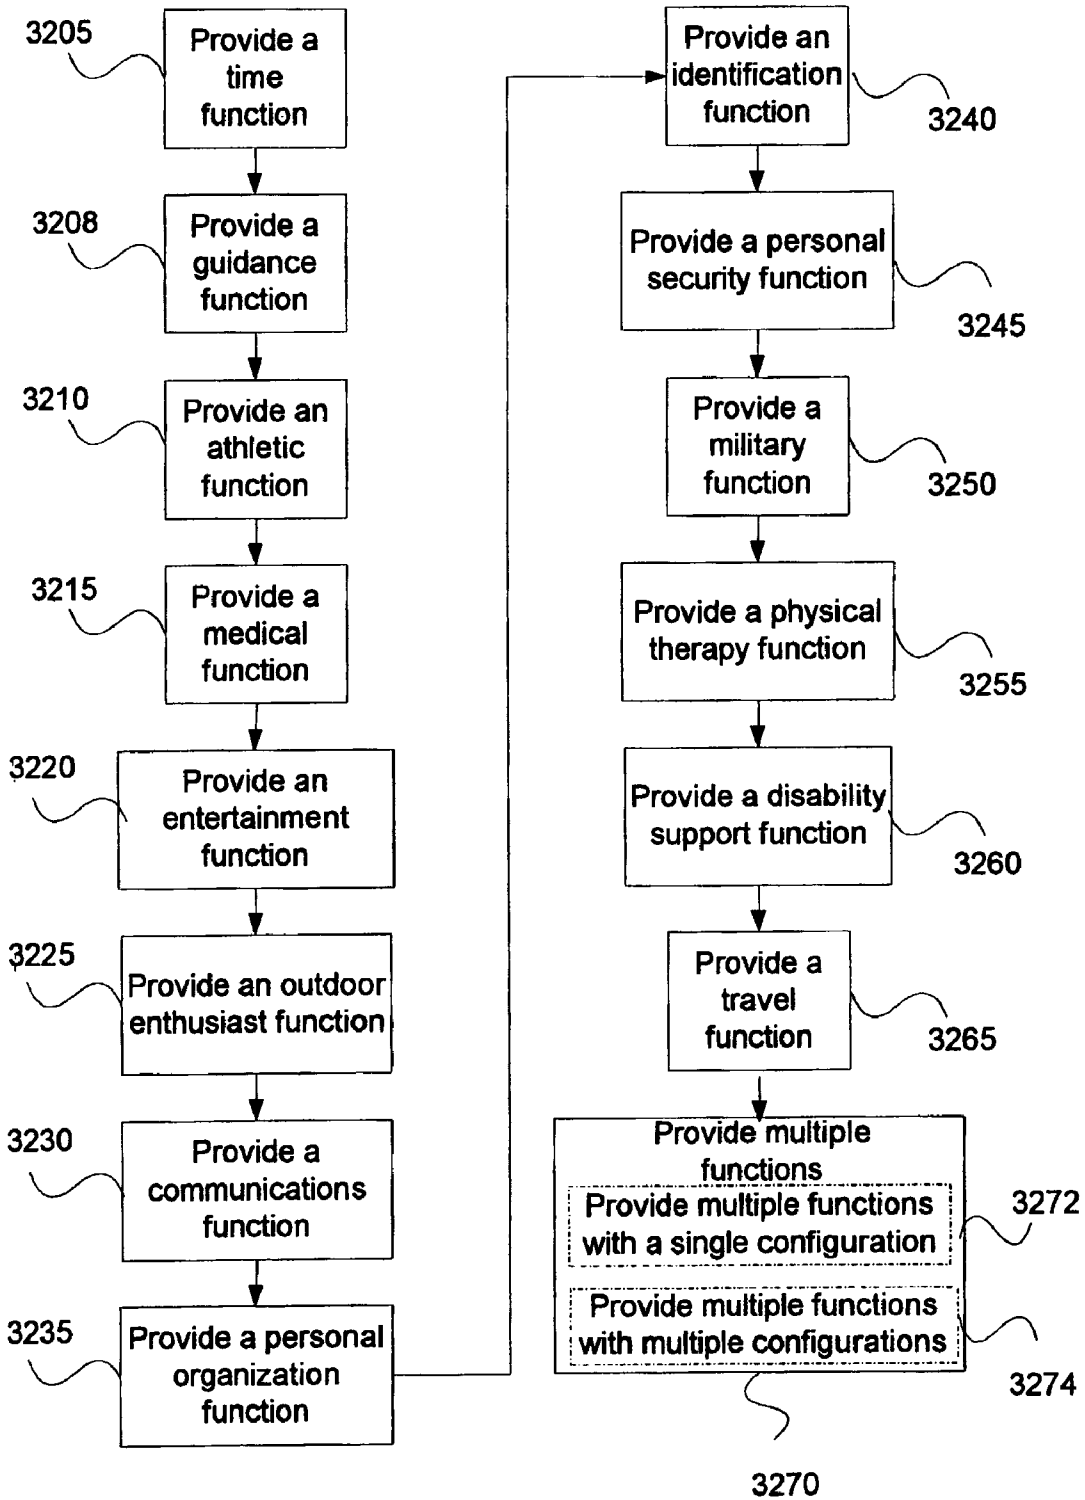 3205
Provide a
time
function
3208
Provide a
guidance
function
3210
Provide an
athletic
function
3215
Provide a
medical
function
3220
Provide an
entertainment
function
3225
Provide an outdoor
enthusiast function
3230
Provide a
communications
function
3235
Provide a personal
organization
function
Provide an
identification
function
3240
Provide a personal
security function
3245
Provide a
military
function
3250
Provide a physical
therapy function
3255
Provide a disability
support function
3260
Provide a
travel
function
3265
Provide multiple
functions
Provide multiple functions
with a single configuration
3272
Provide multiple functions
with multiple configurations
3274
3270